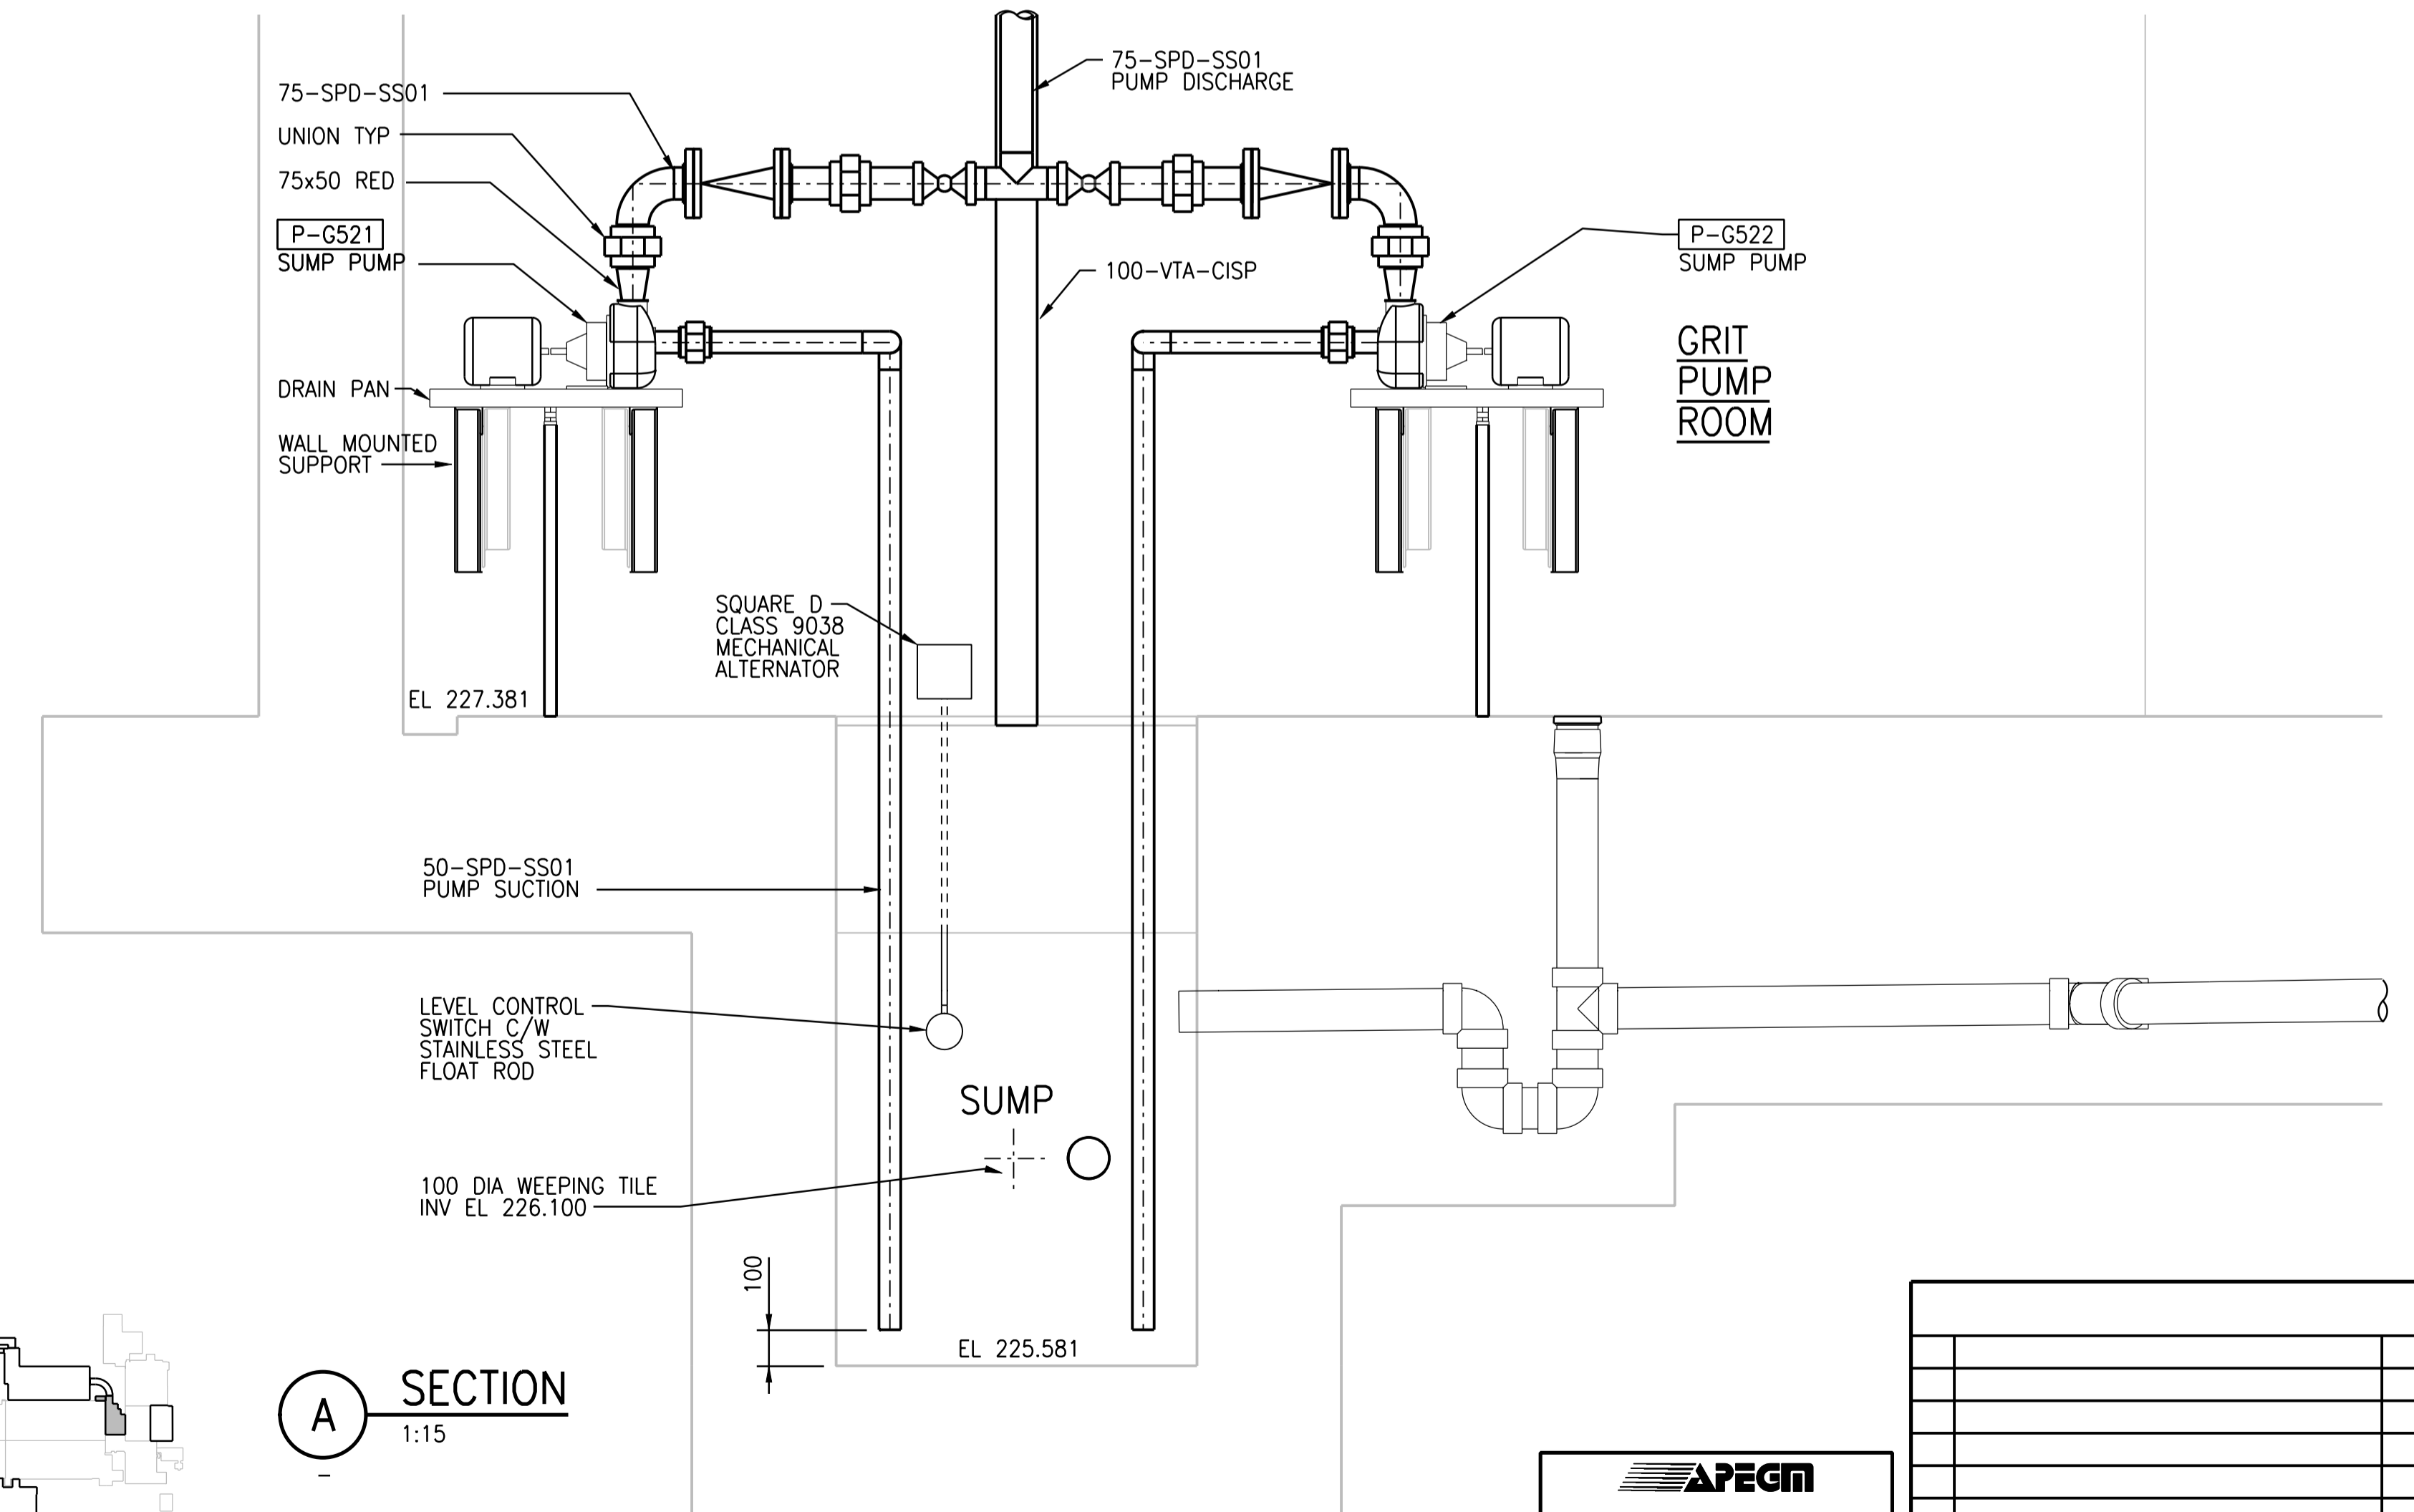 75-SPD-SS01
UNION TYP
75x50 RED
P-G521
SUMP PUMP
DRAIN PAN
WALL MOUNTED
SUPPORT
75-SPD-SS01
PUMP DISCHARGE
100-VTA-CISP
P-G522
SUMP PUMP
GRIT
PUMP
ROOM
SQUARE D
CLASS 9038
MECHANICAL
ALTERNATOR
EL 227.381
50-SPD-SS01
PUMP SUCTION
LEVEL CONTROL
SWITCH C/W
STAINLESS STEEL
FLOAT ROD
SUMP
100 DIA WEEPING TILE
INV EL 226.100
100
EL 225.581
A
SECTION
1:15
-
APEGM